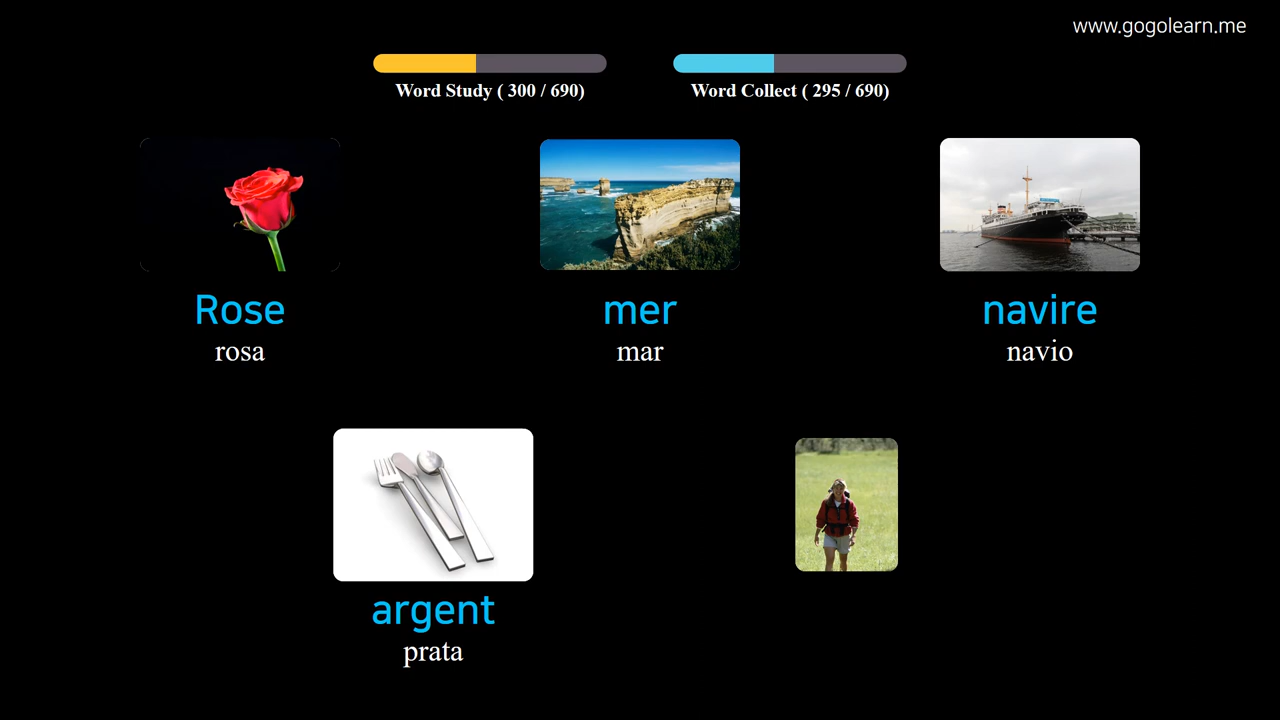 www.gogolearn.me
Word Study ( 300 / 690)
Word Collect ( 295 / 690)
Rose
rosa
mer
mar
navire
navio
argent
prata